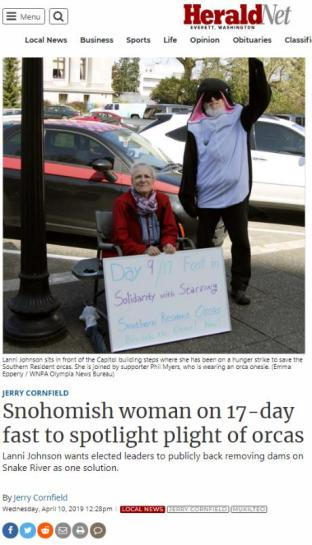 Menu
HeraldNet
EVERETT, WASHINGTON
Local News Business Sports Life Opinion Obituaries Classifi
Day 9/17 Fast in
Solidarity with Starving
Southern Resident Orcas
Lanni Johnson sits in front of the Capitol building steps where she has been on a hunger strike to save the
Southern Resident orcas. She is joined by supporter Phil Myers, who is wearing an orca onesie. (Emma
Epperly / WNPA Olympia News Bureau)
JERRY CORNFIELD
Snohomish woman on 17-day
fast to spotlight plight of orcas
Lanni Johnson wants elected leaders to publicly back removing dams on
Snake River as one solution.
By Jerry Cornfield
Wednesday, April 10, 2019 12:28pm | LOCAL NEWS JERRY CORNFIELD MUKILTEO